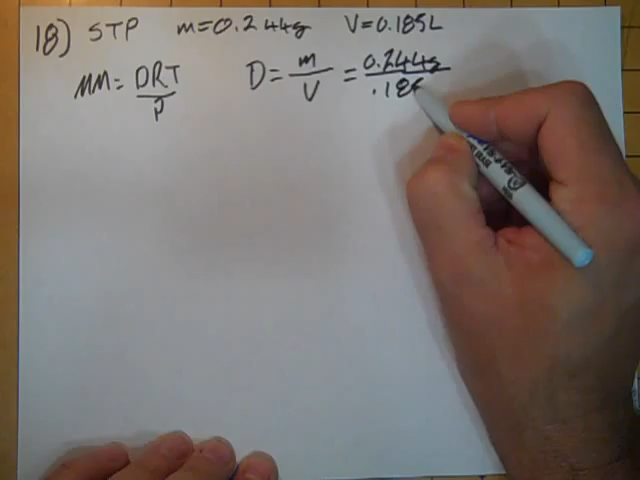 18) STP m=0.244g V=0.185L
MM= DRT/P D= m/V = 0.244g/.185